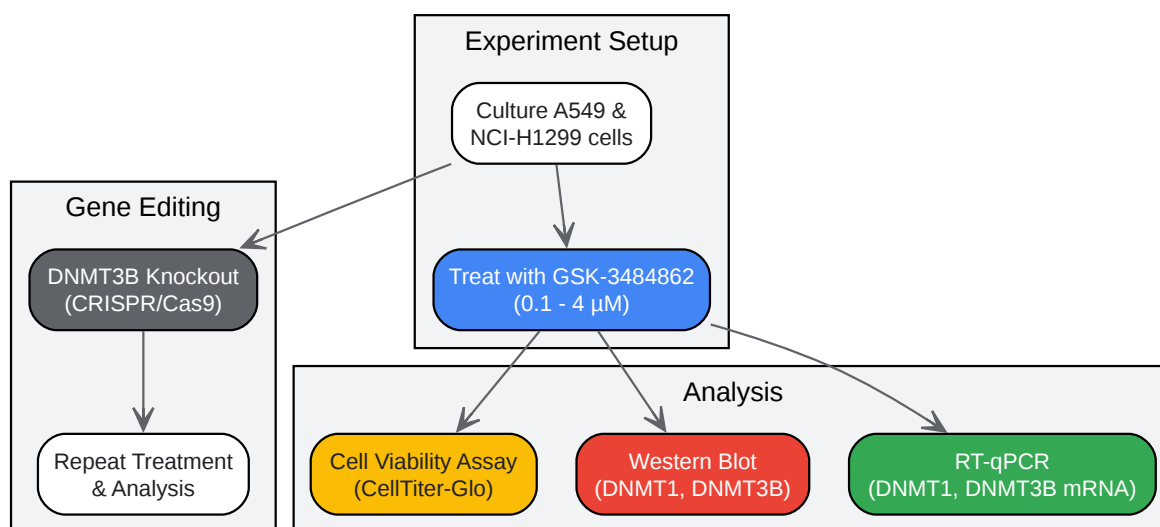 Experiment Setup
Culture A549 &
NCI-H1299 cells
Gene Editing
DNMT3B Knockout
(CRISPR/Cas9)
Treat with GSK-3484862
(0.1 - 4 µM)
Analysis
Repeat Treatment
& Analysis
Cell Viability Assay
(CellTiter-Glo)
Western Blot
(DNMT1, DNMT3B)
RT-qPCR
(DNMT1, DNMT3B mRNA)